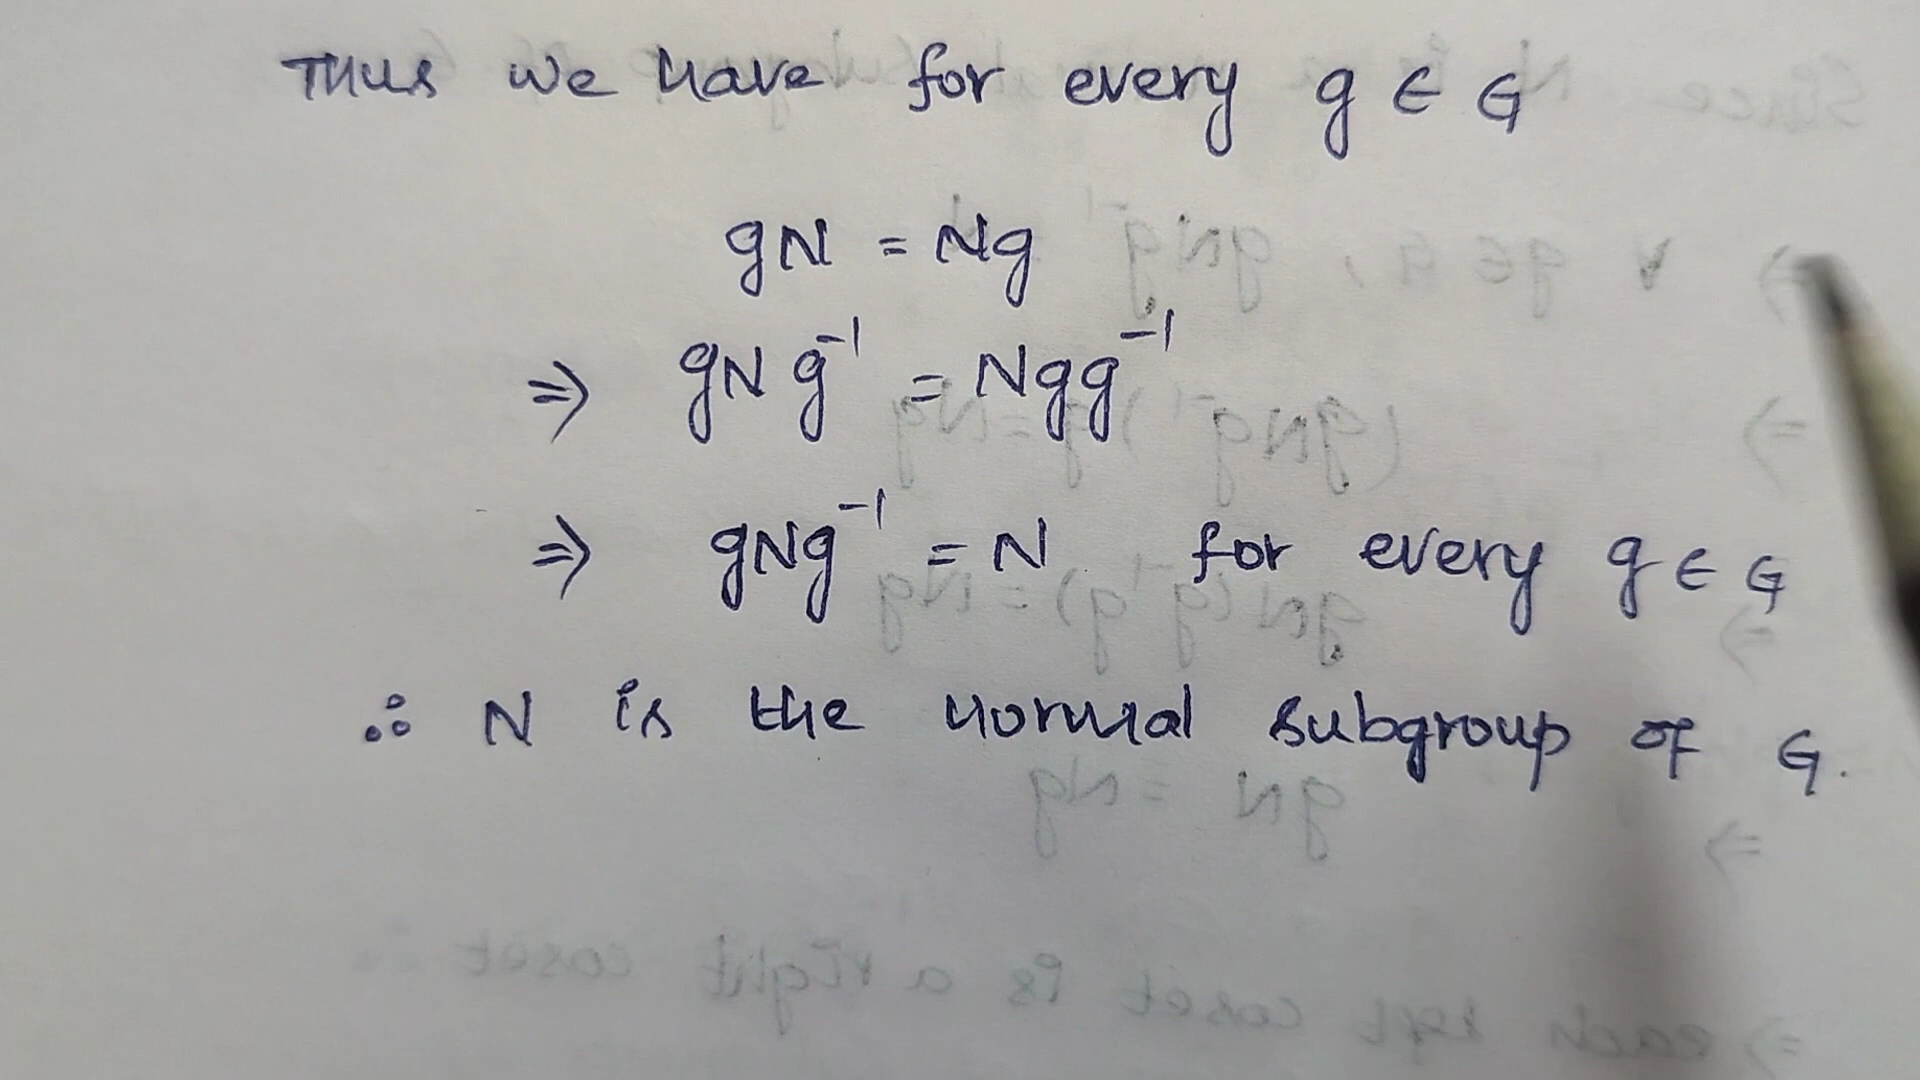 Thus we have for every g ∈ G
gN = Ng
⇒ gNg⁻¹ = Ngg⁻¹
⇒ gNg⁻¹ = N for every g ∈ G
∴ N is the normal subgroup of G.